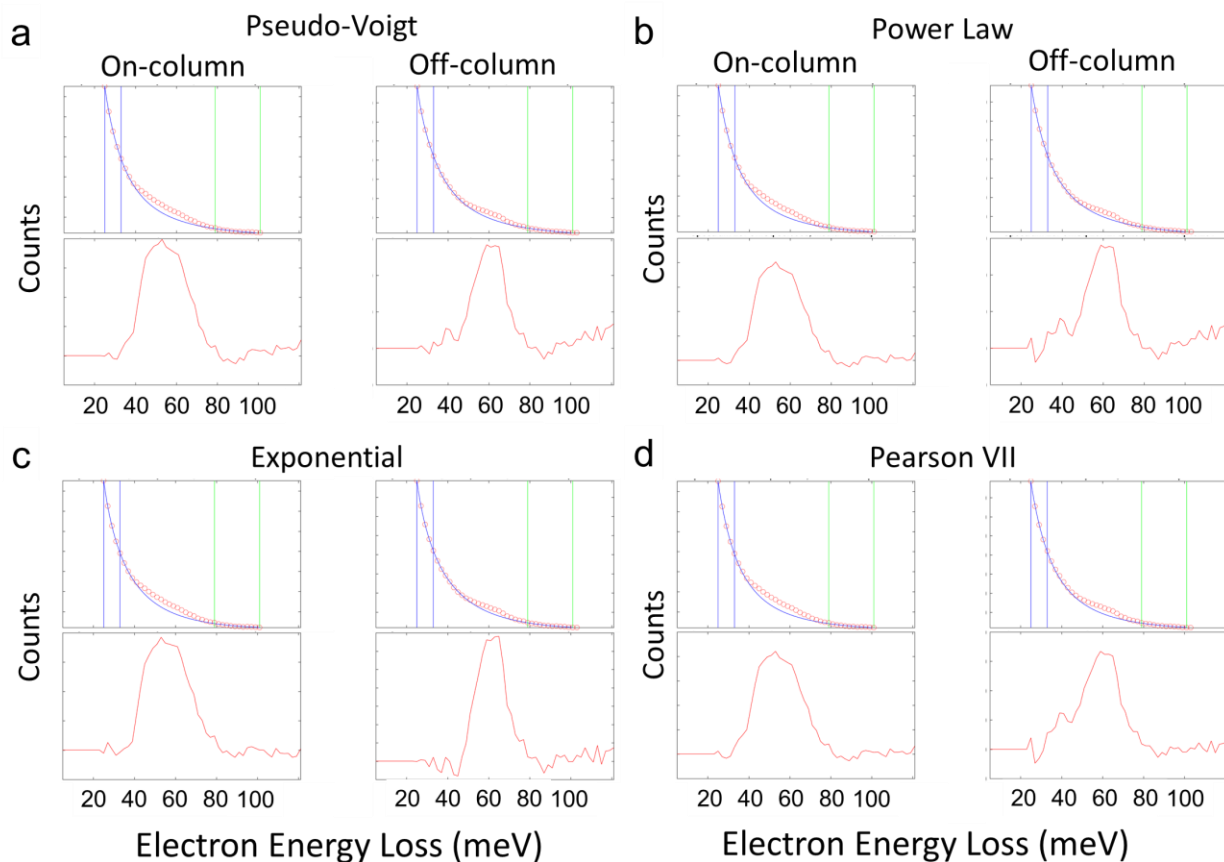 a
Pseudo-Voigt
On-column Off-column
Counts
20 40 60 80 100 20 40 60 80 100
b
Power Law
On-column Off-column
Counts
20 40 60 80 100 20 40 60 80 100
c
Exponential
Counts
20 40 60 80 100 20 40 60 80 100
Electron Energy Loss (meV)
d
Pearson VII
Counts
20 40 60 80 100 20 40 60 80 100
Electron Energy Loss (meV)